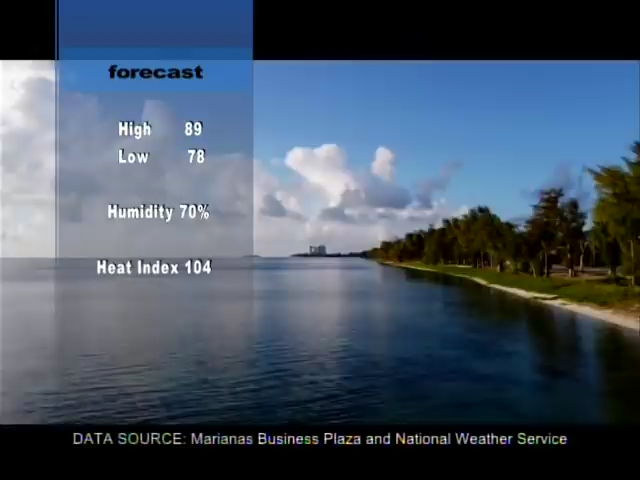 forecast
High 89
Low 78
Humidity 70%
Heat Index 104
DATA SOURCE: Marianas Business Plaza and National Weather Service